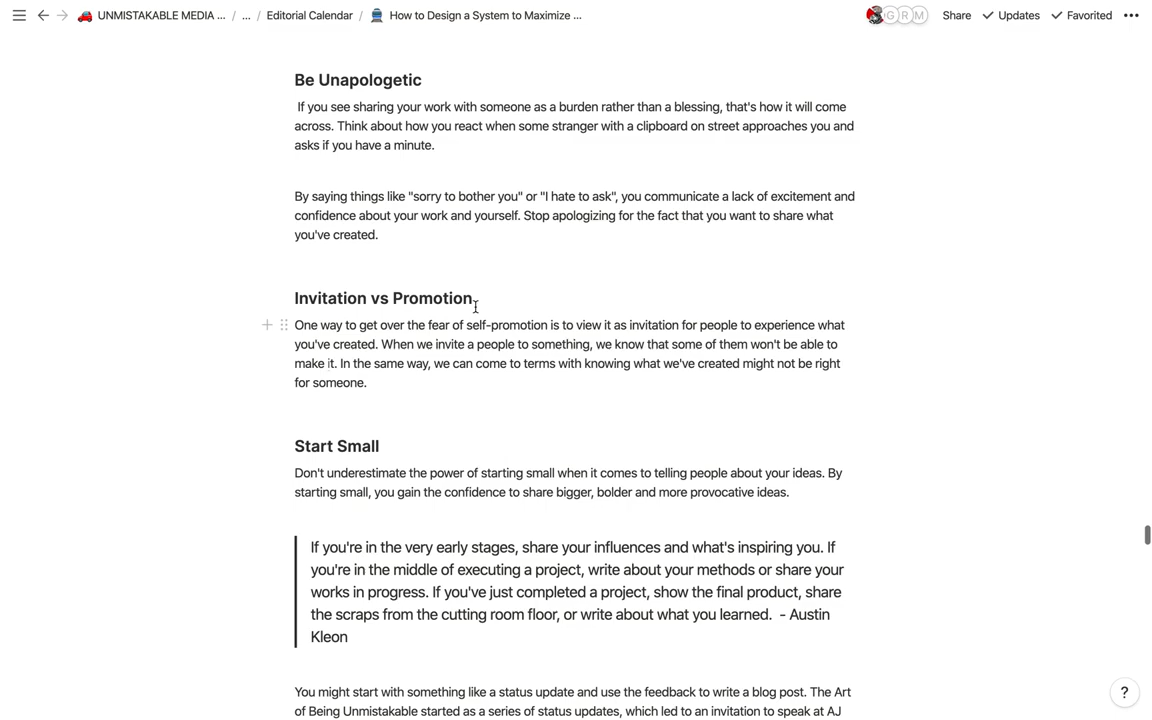 UNMISTAKABLE MEDIA ... / ... / Editorial Calendar / How to Design a System to Maximize ... G R M Share Updates Favorited
Be Unapologetic
If you see sharing your work with someone as a burden rather than a blessing, that's how it will come
across. Think about how you react when some stranger with a clipboard on street approaches you and
asks if you have a minute.
By saying things like "sorry to bother you" or "I hate to ask", you communicate a lack of excitement and
confidence about your work and yourself. Stop apologizing for the fact that you want to share what
you've created.
Invitation vs Promotion
One way to get over the fear of self-promotion is to view it as invitation for people to experience what
you've created. When we invite a people to something, we know that some of them won't be able to
make it. In the same way, we can come to terms with knowing what we've created might not be right
for someone.
Start Small
Don't underestimate the power of starting small when it comes to telling people about your ideas. By
starting small, you gain the confidence to share bigger, bolder and more provocative ideas.
If you're in the very early stages, share your influences and what's inspiring you. If
you're in the middle of executing a project, write about your methods or share your
works in progress. If you've just completed a project, show the final product, share
the scraps from the cutting room floor, or write about what you learned. - Austin
Kleon
You might start with something like a status update and use the feedback to write a blog post. The Art
of Being Unmistakable started as a series of status updates, which led to an invitation to speak at AJ
?